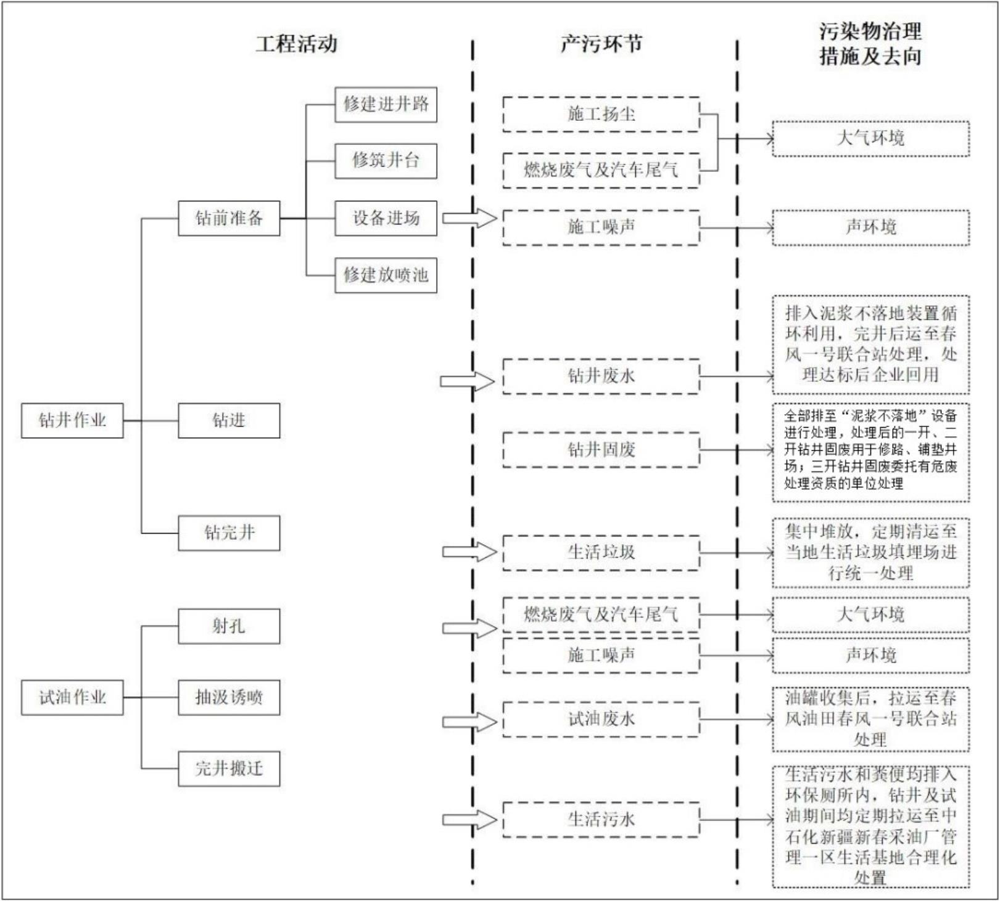 工程活动
产污环节
污染物治理
措施及去向
修建进井路
修筑井台
钻前准备
设备进场
修建放喷池
钻井作业
钻进
钻完井
射孔
试油作业
抽汲诱喷
完井搬迁
施工扬尘
燃烧废气及汽车尾气
施工噪声
钻井废水
钻井固废
生活垃圾
燃烧废气及汽车尾气
施工噪声
试油废水
生活污水
大气环境
声环境
排入泥浆不落地装置循
环利用，完井后运至春
风一号联合站处理，处
理达标后企业回用
全部排至“泥浆不落地”设备
进行处理，处理后的一开、二
开钻井固废用于修路、铺垫井
场；三开钻井固废委托有危废
处理资质的单位处理
集中堆放，定期清运至
当地生活垃圾填埋场进
行统一处理
大气环境
声环境
油罐收集后，拉运至春
风油田春风一号联合站
处理
生活污水和粪便均排入
环保厕所内，钻井及试
油期间均定期拉运至中
石化新疆新春采油厂管
理一区生活基地合理化
处置